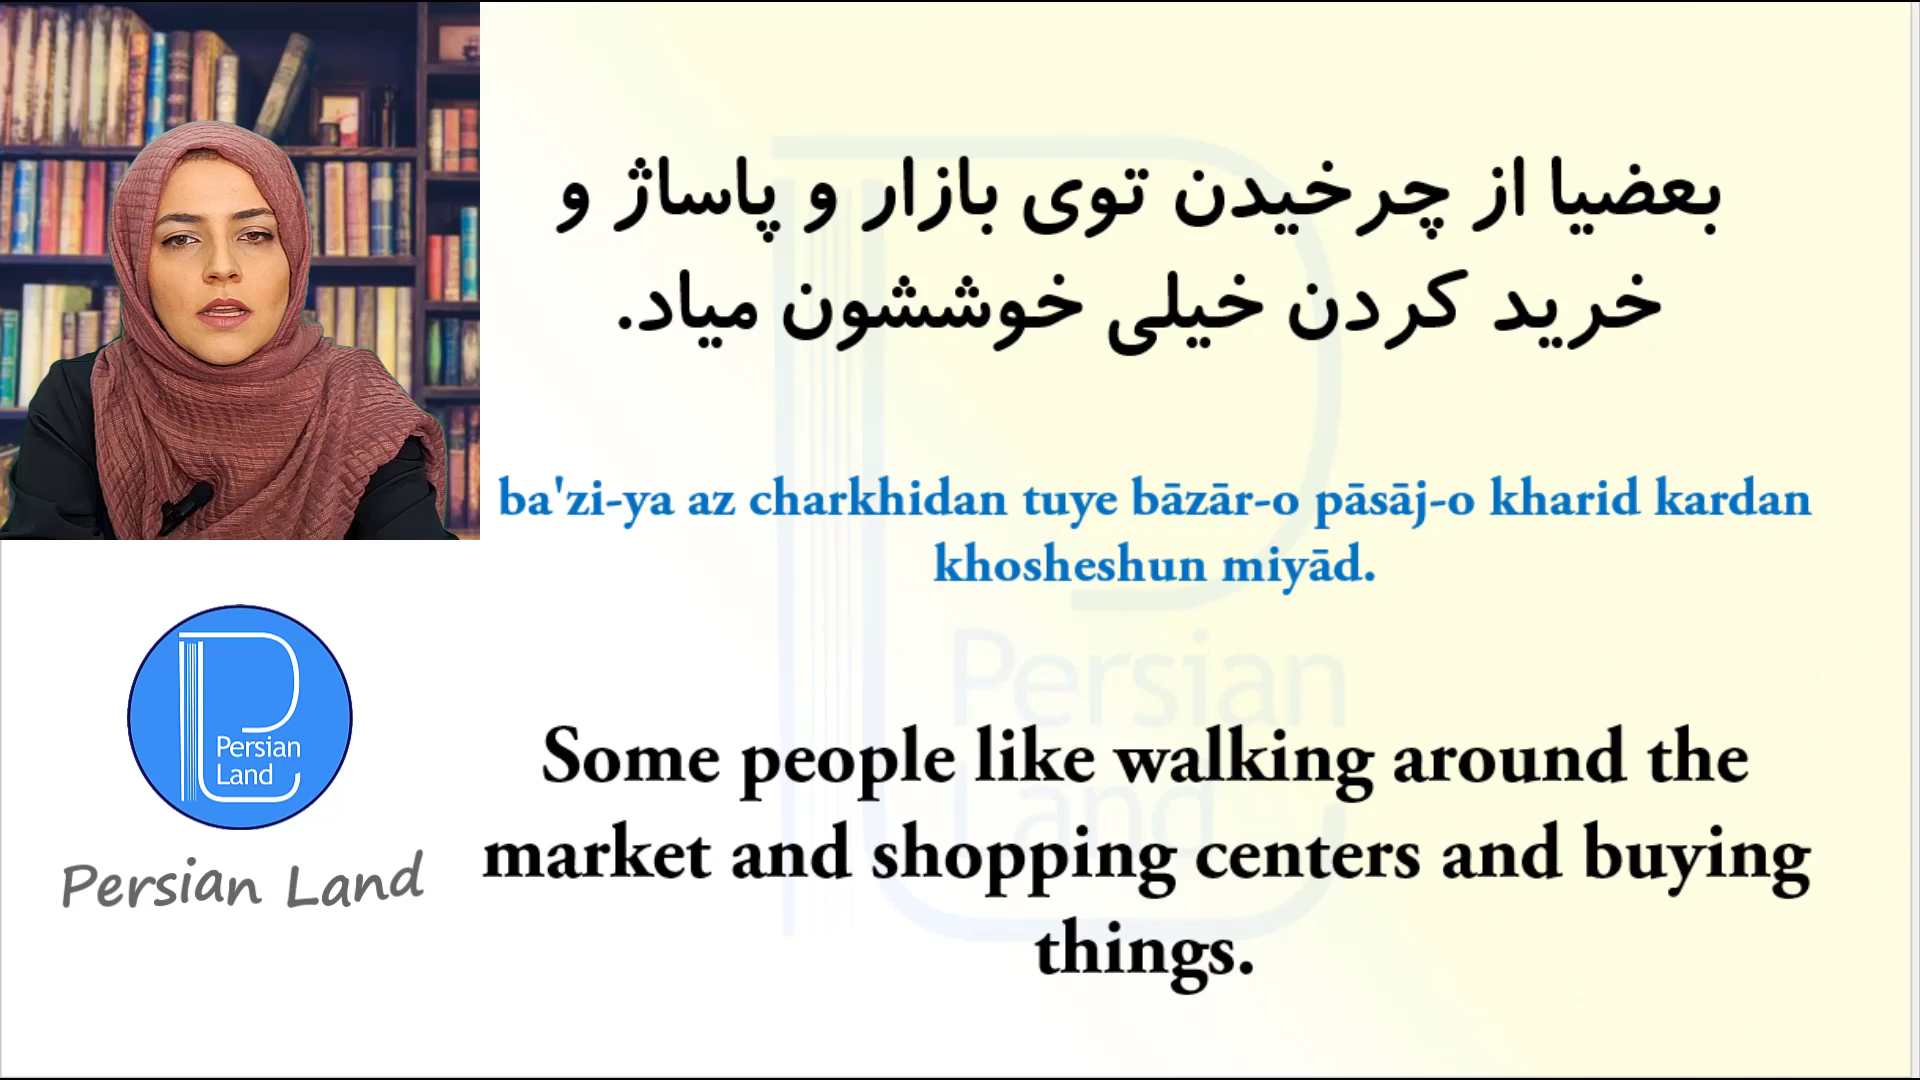 بعضیا از چرخیدن توی بازار و پاساژ و
خرید کردن خیلی خوششون میاد.
ba'zi-ya az charkhidan tuye bāzār-o pāsāj-o kharid kardan
khosheshun miyād.
Persian
Land
Some people like walking around the
market and shopping centers and buying
things.
Persian
Land
Persian Land